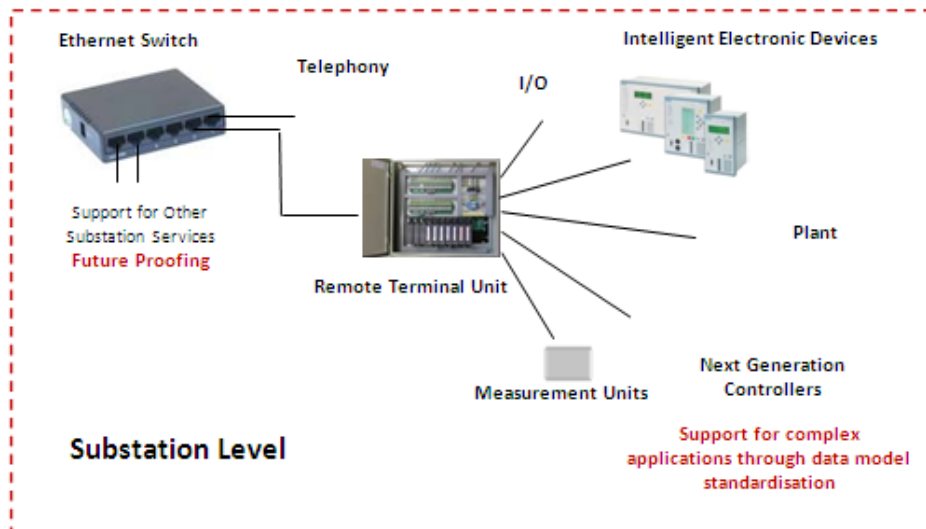 Ethernet Switch
Telephony
I/O
Intelligent Electronic Devices
Support for Other
Substation Services
Future Proofing
Remote Terminal Unit
Plant
Measurement Units
Next Generation
Controllers
Support for complex
applications through data model
standardisation
Substation Level